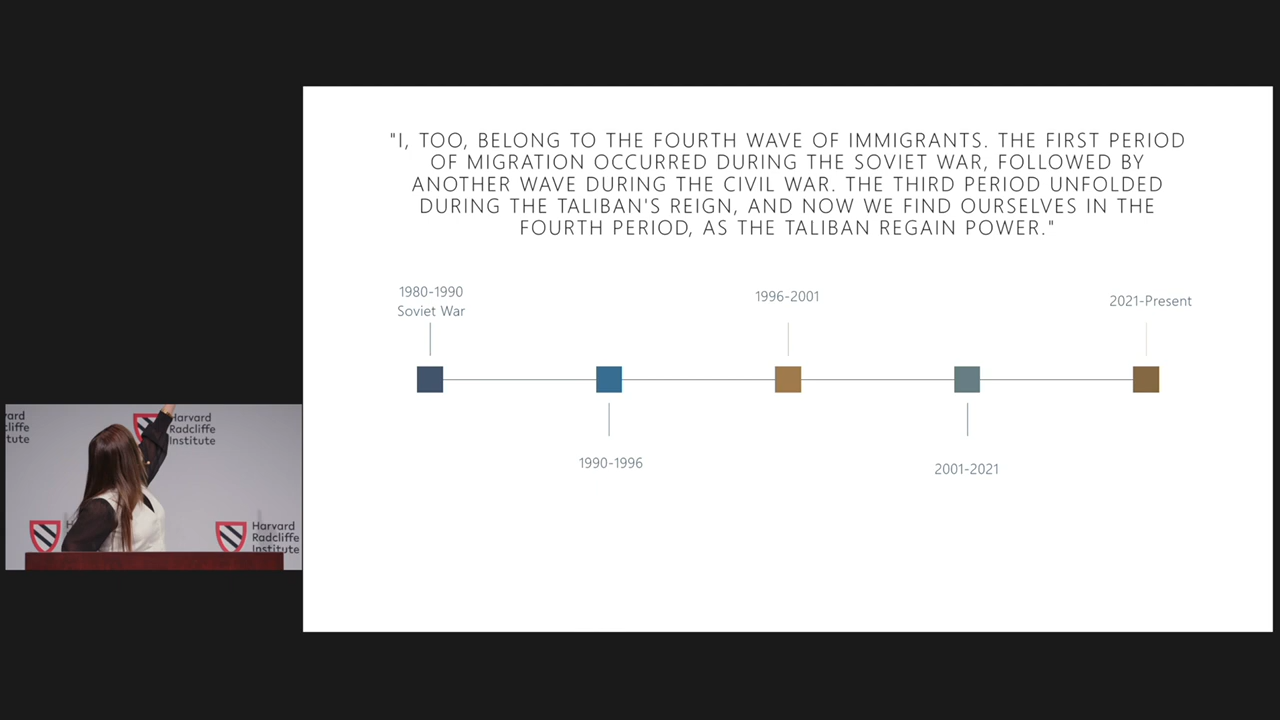 "I, TOO, BELONG TO THE FOURTH WAVE OF IMMIGRANTS. THE FIRST PERIOD
OF MIGRATION OCCURRED DURING THE SOVIET WAR, FOLLOWED BY
ANOTHER WAVE DURING THE CIVIL WAR. THE THIRD PERIOD UNFOLDED
DURING THE TALIBAN'S REIGN, AND NOW WE FIND OURSELVES IN THE
FOURTH PERIOD, AS THE TALIBAN REGAIN POWER."
1980-1990
Soviet War
1996-2001
2021-Present
1990-1996
2001-2021
Harvard
Radcliffe
Institute
Harvard
Radcliffe
Institute